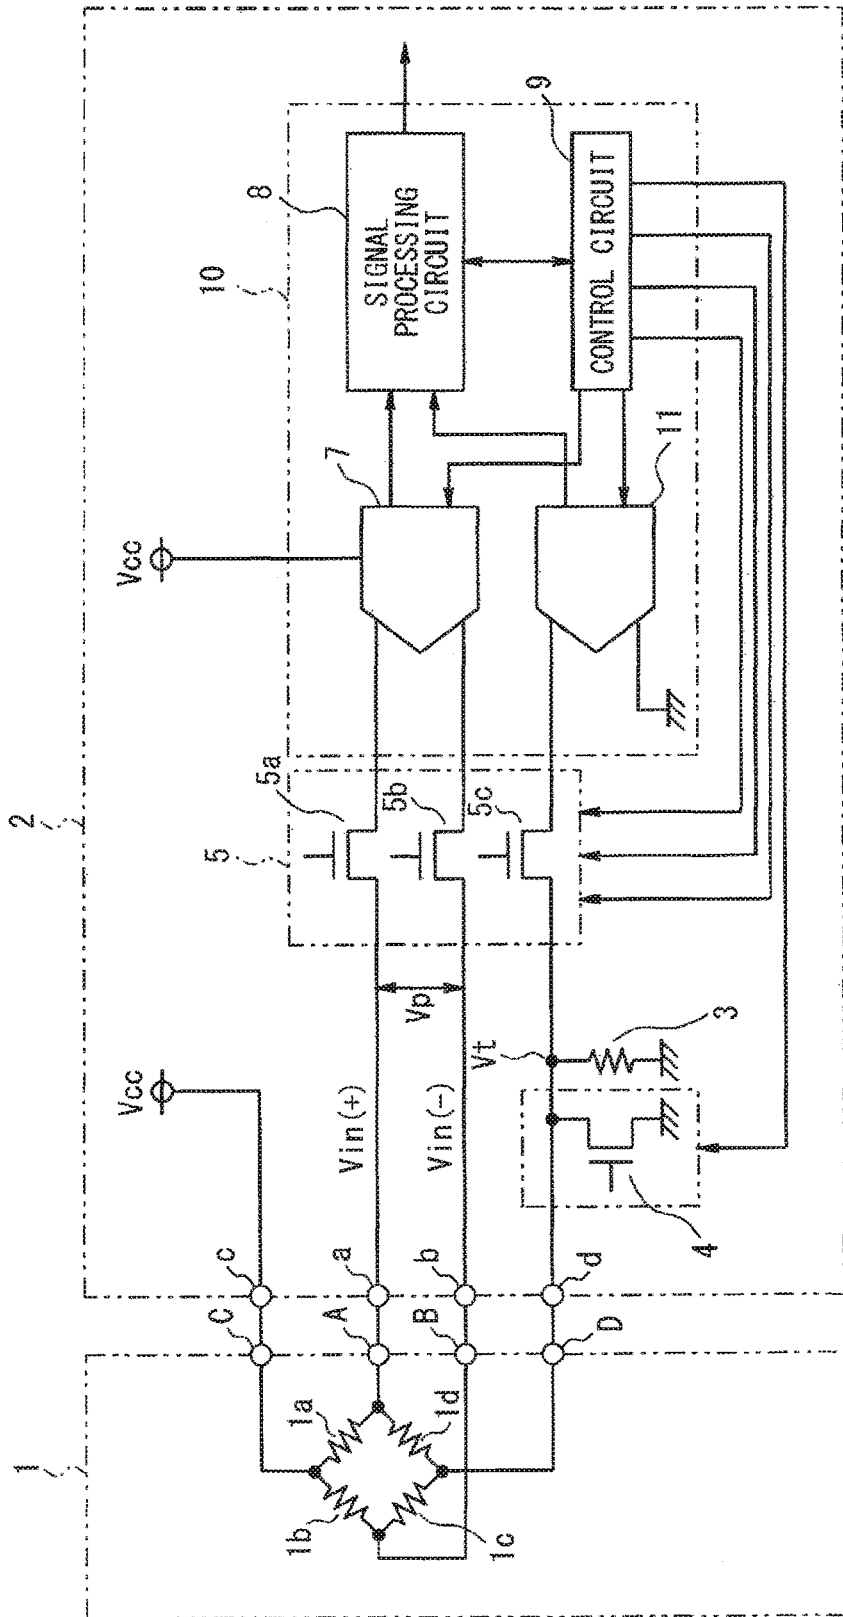 1
1a
1b
1c
1d
C
A
B
D
c
a
b
d
2
Vcc
Vin(+)
Vin(-)
Vp
Vt
3
4
5
5a
5b
5c
Vcc
7
10
8
SIGNAL
PROCESSING
CIRCUIT
9
CONTROL CIRCUIT
11